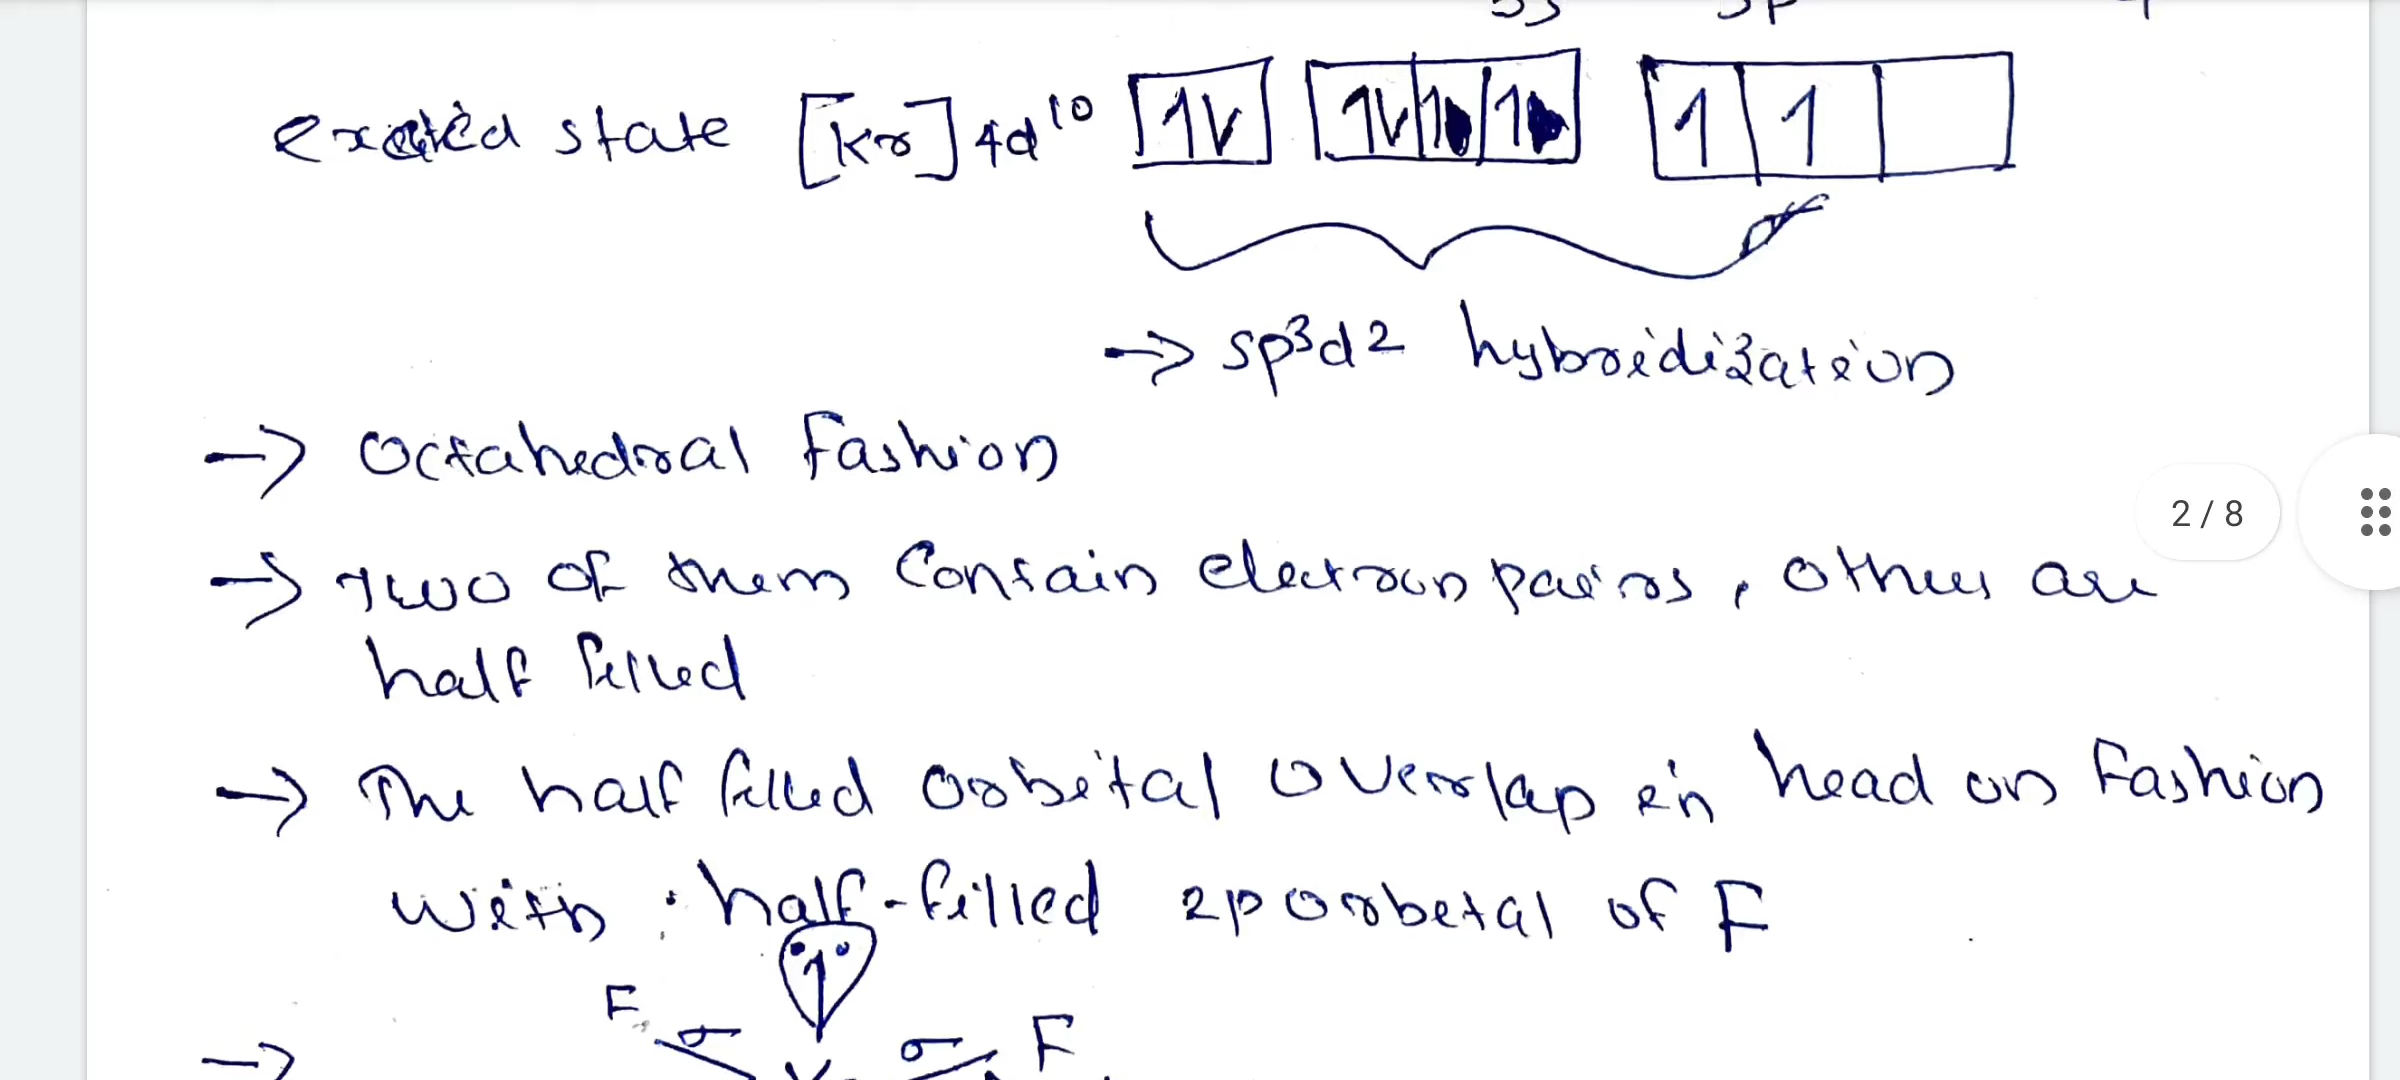 excited state [Kr] 4d10 1V 1V 1 1 1 1
→ sp3d2 hybridization
→ Octahedral fashion
→ Two of them Contain electron pairs, others are
half filled
2 / 8
→ The half filled orbital overlap in head on fashion
with half-filled 2p orbital of F
F
σ σ F
→